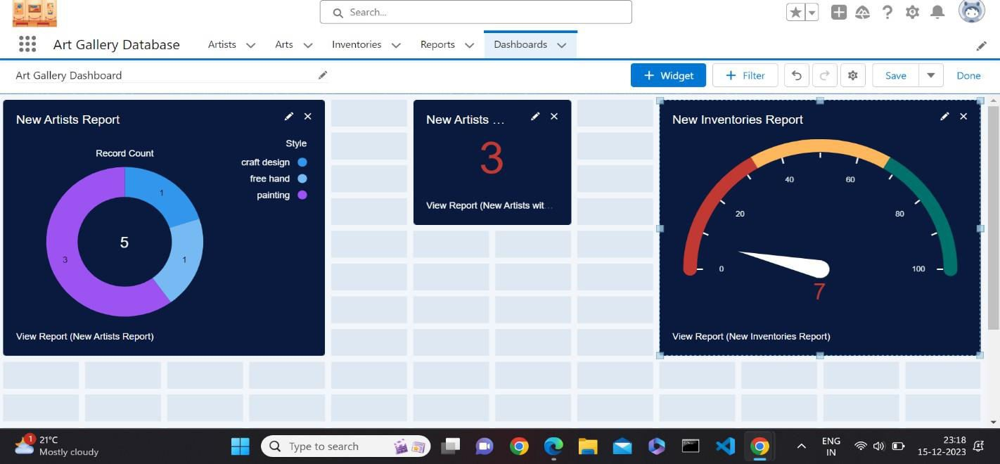 Search...
Art Gallery Database
Artists
Arts
Inventories
Reports
Dashboards
Art Gallery Dashboard
+ Widget
+ Filter
Save
Done
New Artists Report
Record Count
Style
craft design
free hand
painting
1
1
3
5
View Report (New Artists Report)
New Artists ...
3
View Report (New Artists wit...
New Inventories Report
0
20
40
60
80
100
7
View Report (New Inventories Report)
1
21°C
Mostly cloudy
Type to search
ENG
IN
23:18
15-12-2023